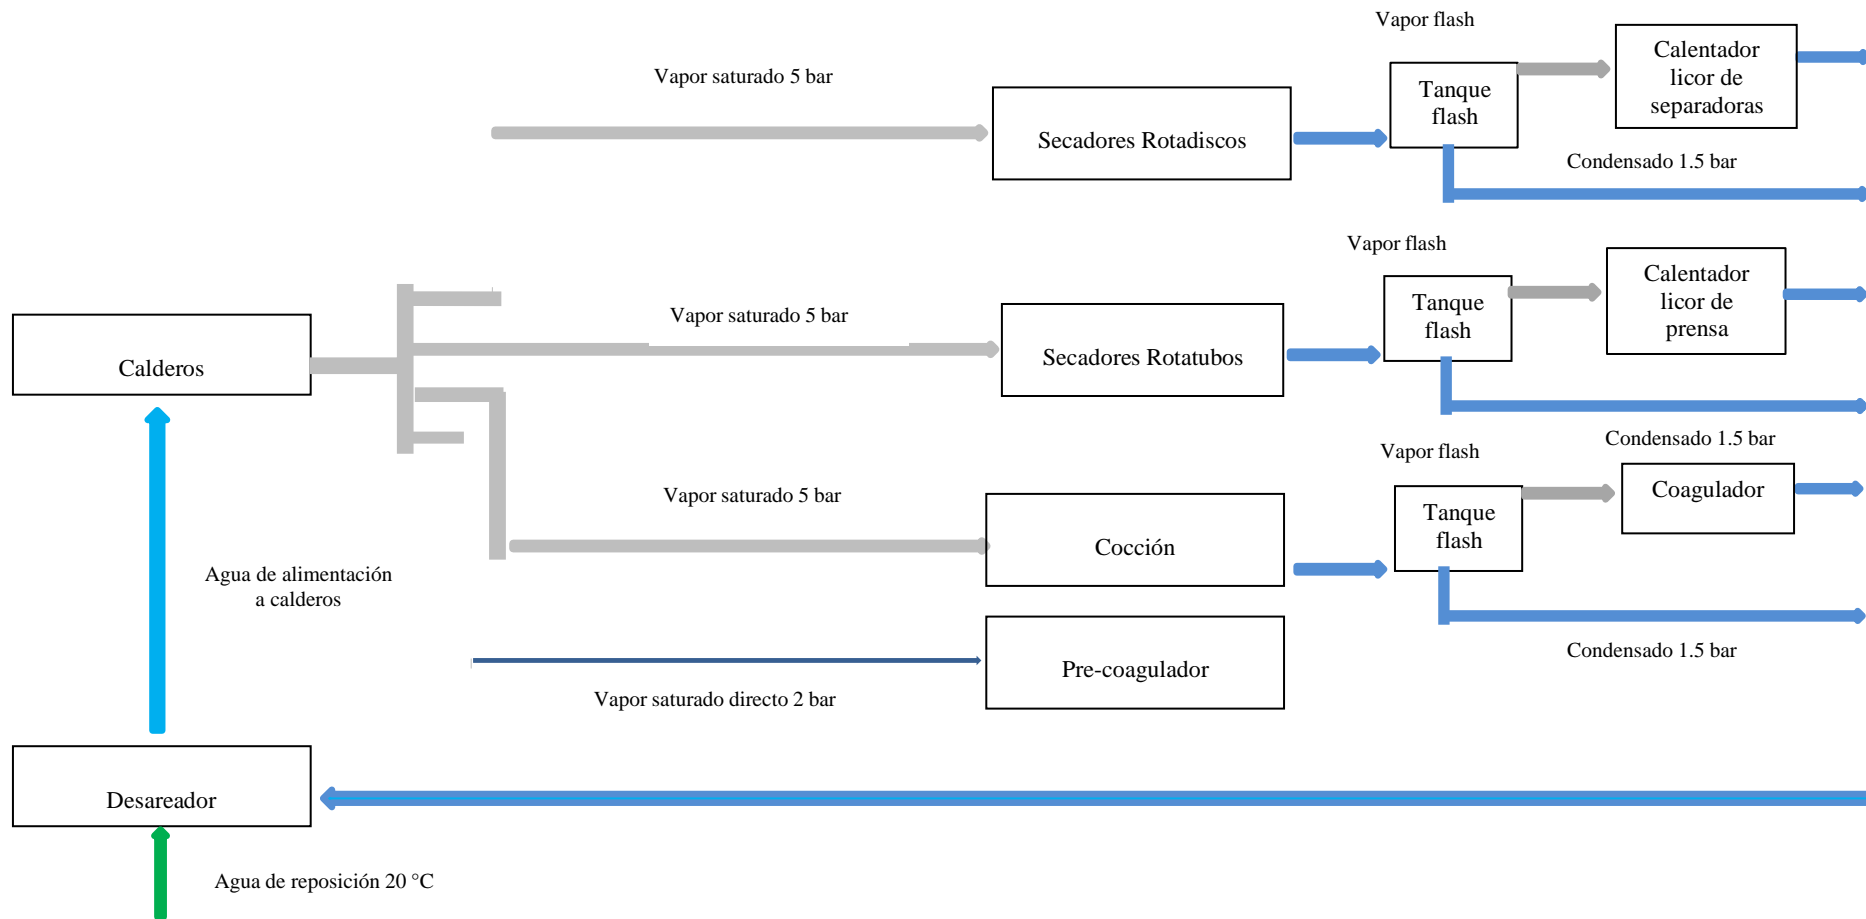 Vapor flash
Vapor saturado 5 bar
Calentador
licor de
separadoras
Tanque
flash
Secadores Rotadiscos
Condensado 1.5 bar
Vapor flash
Vapor saturado 5 bar
Calentador
licor de
prensa
Tanque
flash
Secadores Rotatubos
Calderos
Condensado 1.5 bar
Vapor flash
Vapor saturado 5 bar
Coagulador
Tanque
flash
Cocción
Agua de alimentación
a calderos
Condensado 1.5 bar
Pre-coagulador
Vapor saturado directo 2 bar
Desareador
Agua de reposición 20 °C